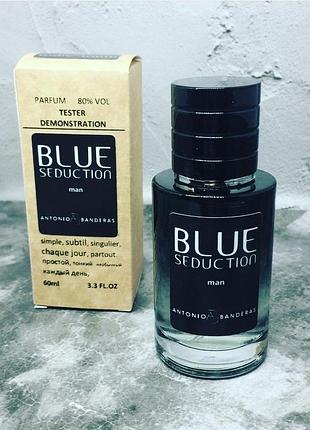 PARFUM 80% VOL
TESTER
DEMONSTRATION
BLUE
SEDUCTION
man
ANTONIO BANDERAS
simple, subtil, singulier,
chaque jour, partout.
простой, тонкий необычный
каждый день,
60ml 3.3 FL.OZ
BLUE
SEDUCTION
man
ANTONIO BANDERAS